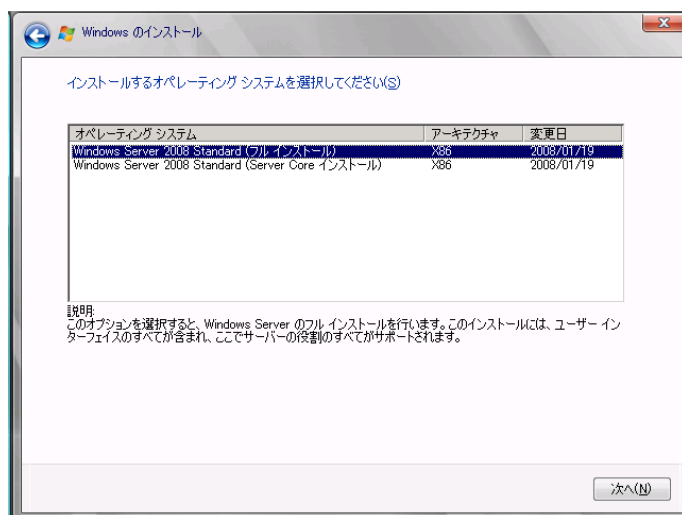 Windows のインストール
インストールするオペレーティング システムを選択してください(S)
オペレーティング システム アーキテクチャ 変更日
Windows Server 2008 Standard (フル インストール) X86 2008/01/19
Windows Server 2008 Standard (Server Core インストール) X86 2008/01/19
説明:
このオプションを選択すると、Windows Server のフル インストールを行います。このインストールには、ユーザー イン
ターフェイスのすべてが含まれ、ここでサーバーの役割のすべてがサポートされます。
次へ(N)